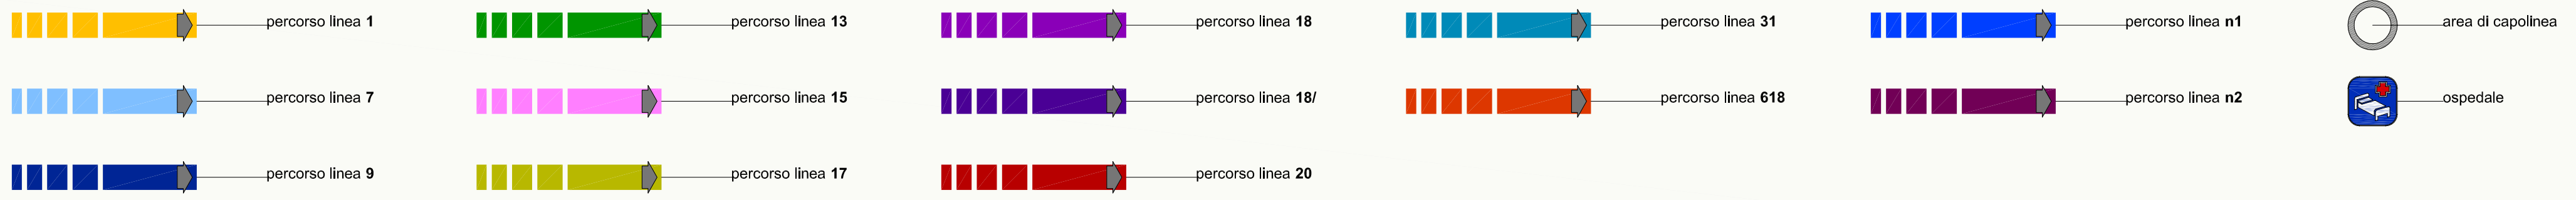 percorso linea 1
percorso linea 7
percorso linea 9
percorso linea 13
percorso linea 15
percorso linea 17
percorso linea 18
percorso linea 18/
percorso linea 20
percorso linea 31
percorso linea 618
percorso linea n1
percorso linea n2
area di capolinea
ospedale